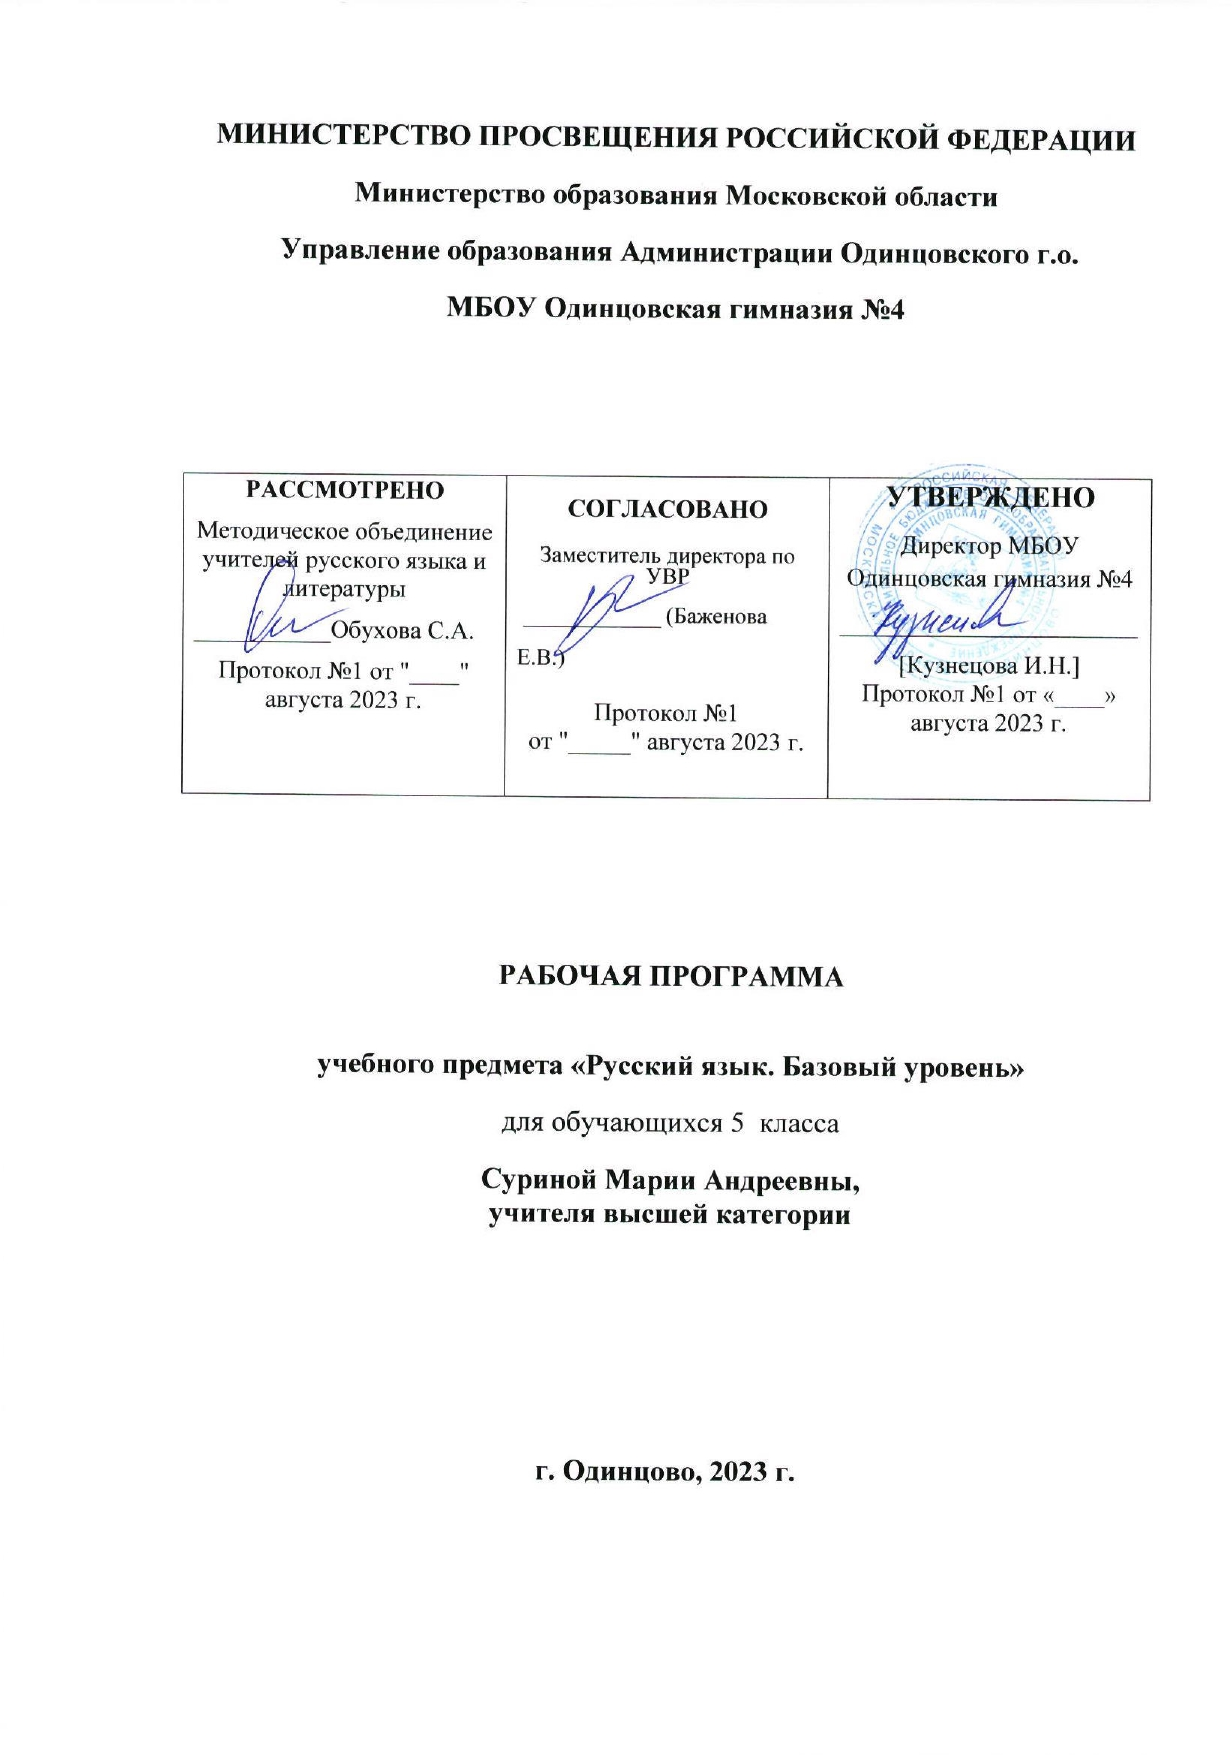 МИНИСТЕРСТВО ПРОСВЕЩЕНИЯ РОССИЙСКОЙ ФЕДЕРАЦИИ
Министерство образования Московской области
Управление образования Администрации Одинцовского г.о.
МБОУ Одинцовская гимназия №4
РАССМОТРЕНО
Методическое объединение
учителей русского языка и
литературы
___________Обухова С.А.
Протокол №1 от "____"
августа 2023 г.
СОГЛАСОВАНО
Заместитель директора по
УВР
___________ (Баженова
Е.В.)
Протокол №1
от "_____" августа 2023 г.
УТВЕРЖДЕНО
Директор МБОУ
Одинцовская гимназия №4
________________________
[Кузнецова И.Н.]
Протокол №1 от «____»
августа 2023 г.
РАБОЧАЯ ПРОГРАММА
учебного предмета «Русский язык. Базовый уровень»
для обучающихся 5 класса
Суриной Марии Андреевны,
учителя высшей категории
г. Одинцово, 2023 г.